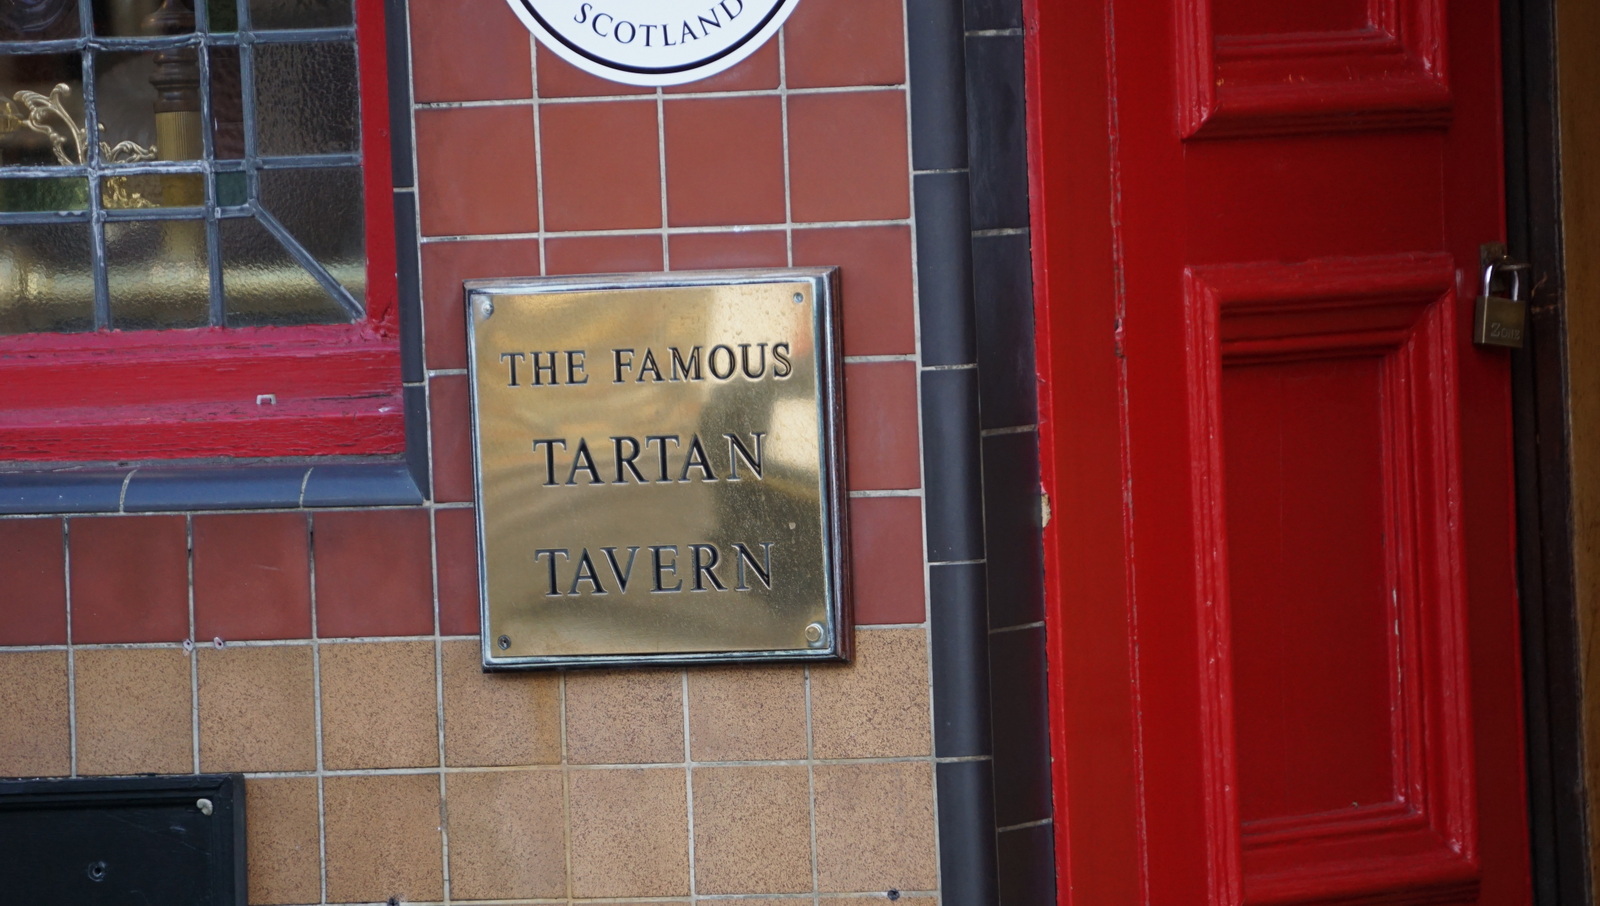 SCOTLAND
THE FAMOUS
TARTAN
TAVERN